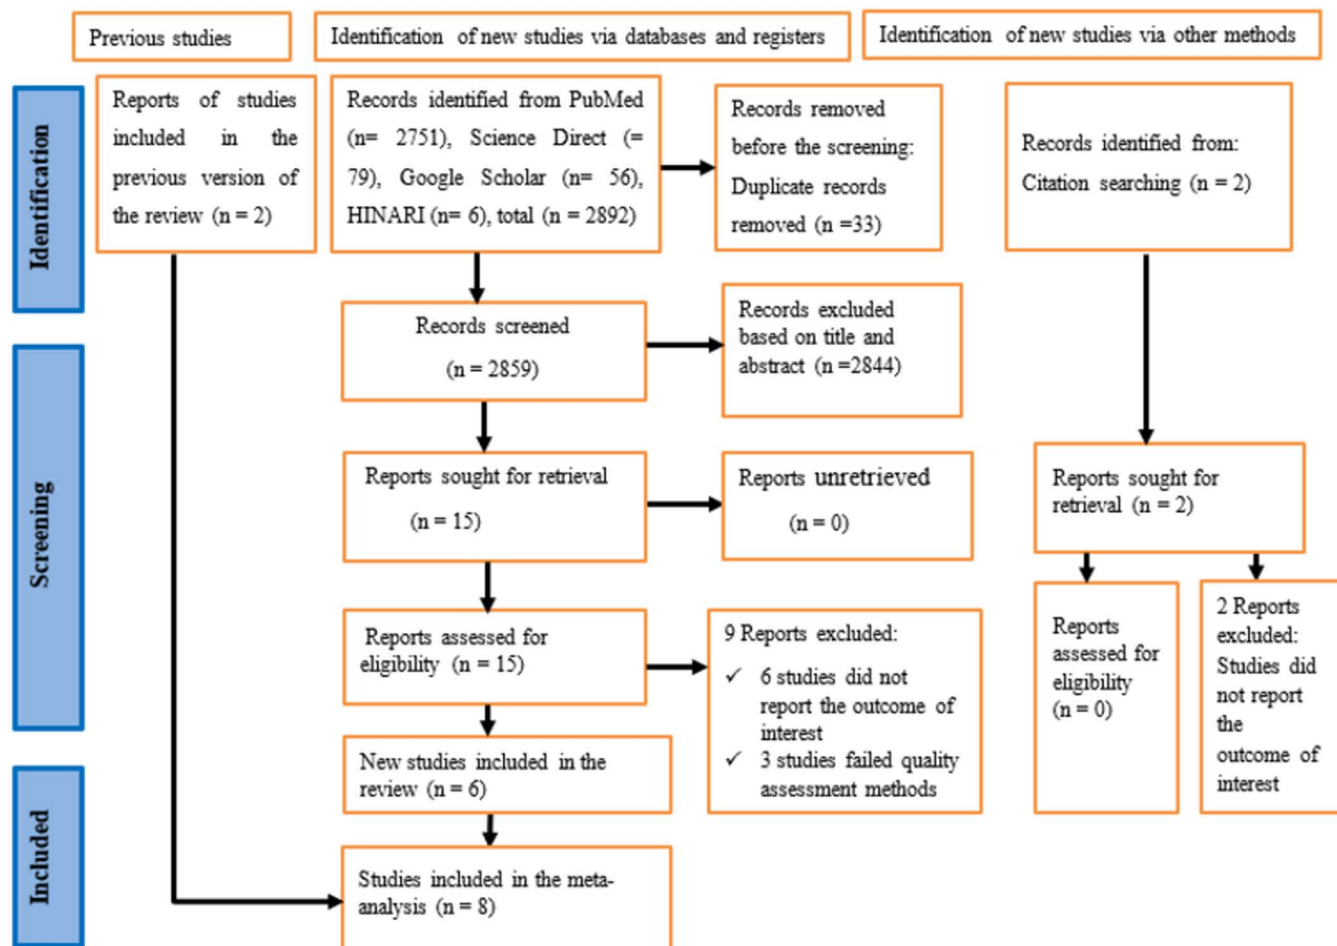 Previous studies
Identification of new studies via databases and registers
Identification of new studies via other methods
Identification
Reports of studies
included in the
previous version of
the review (n = 2)
Records identified from PubMed
(n= 2751), Science Direct (=
79), Google Scholar (n= 56),
HINARI (n= 6), total (n = 2892)
Records removed
before the screening:
Duplicate records
removed (n =33)
Records identified from:
Citation searching (n = 2)
Screening
Records screened
(n = 2859)
Records excluded
based on title and
abstract (n =2844)
Reports sought for retrieval
(n = 15)
Reports unretrieved
(n = 0)
Reports sought for
retrieval (n = 2)
Reports assessed for
eligibility (n = 15)
9 Reports excluded:
✓ 6 studies did not
report the outcome of
interest
✓ 3 studies failed quality
assessment methods
Reports
assessed for
eligibility
(n = 0)
2 Reports
excluded:
Studies did
not report
the
outcome of
interest
New studies included in the
review (n = 6)
Included
Studies included in the meta-
analysis (n = 8)